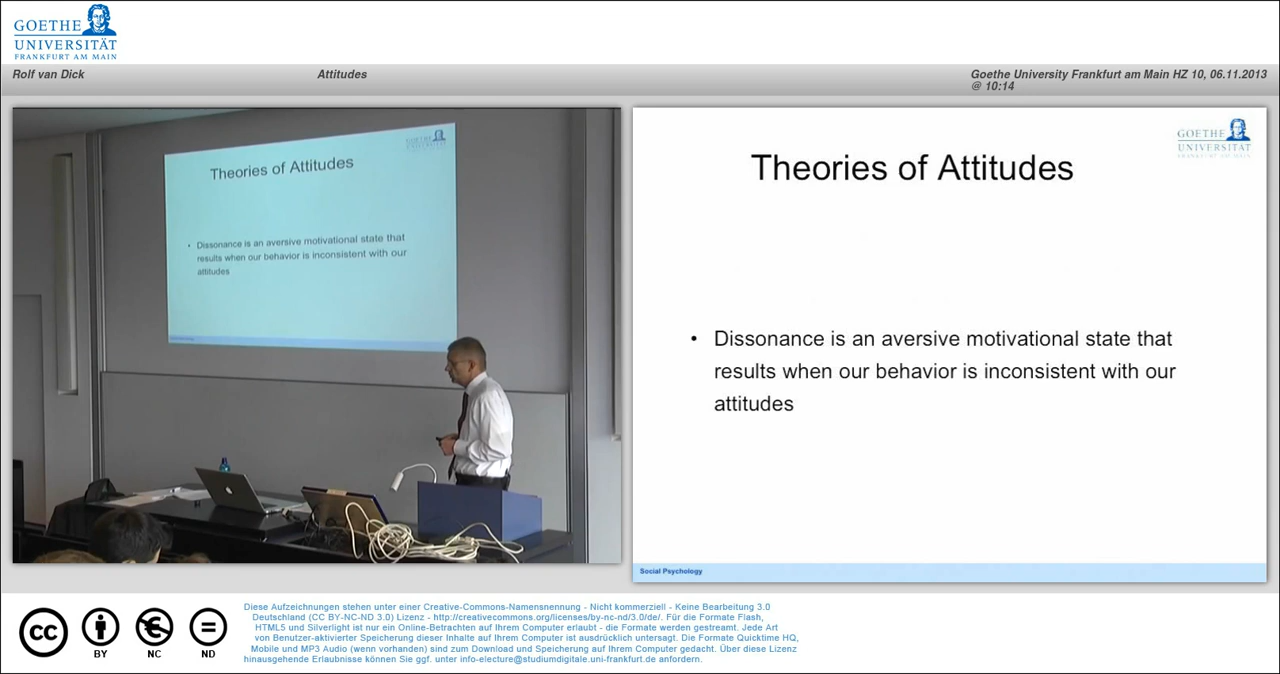 GOETHE
UNIVERSITÄT
FRANKFURT AM MAIN
Rolf van Dick
Attitudes
Goethe University Frankfurt am Main HZ 10, 06.11.2013
@ 10:14
GOETHE
UNIVERSITÄT
Theories of Attitudes
• Dissonance is an aversive motivational state that
results when our behavior is inconsistent with our
attitudes
GOETHE
UNIVERSITÄT
FRANKFURT AM MAIN
Theories of Attitudes
• Dissonance is an aversive motivational state that
results when our behavior is inconsistent with our
attitudes
Social Psychology
cc
BY
NC
ND
Diese Aufzeichnungen stehen unter einer Creative-Commons-Namensnennung - Nicht kommerziell - Keine Bearbeitung 3.0
Deutschland (CC BY-NC-ND 3.0) Lizenz - http://creativecommons.org/licenses/by-nc-nd/3.0/de/. Für die Formate Flash,
HTML5 und Silverlight ist nur ein Online-Betrachten auf Ihrem Computer erlaubt - die Formate werden gestreamt. Jede Art
von Benutzer-aktivierter Speicherung dieser Inhalte auf Ihrem Computer ist ausdrücklich untersagt. Die Formate Quicktime HQ,
Mobile und MP3 Audio (wenn vorhanden) sind zum Download und Speicherung auf Ihrem Computer gedacht. Über diese Lizenz
hinausgehende Erlaubnisse können Sie ggf. unter info-electure@studiumdigitale.uni-frankfurt.de anfordern.